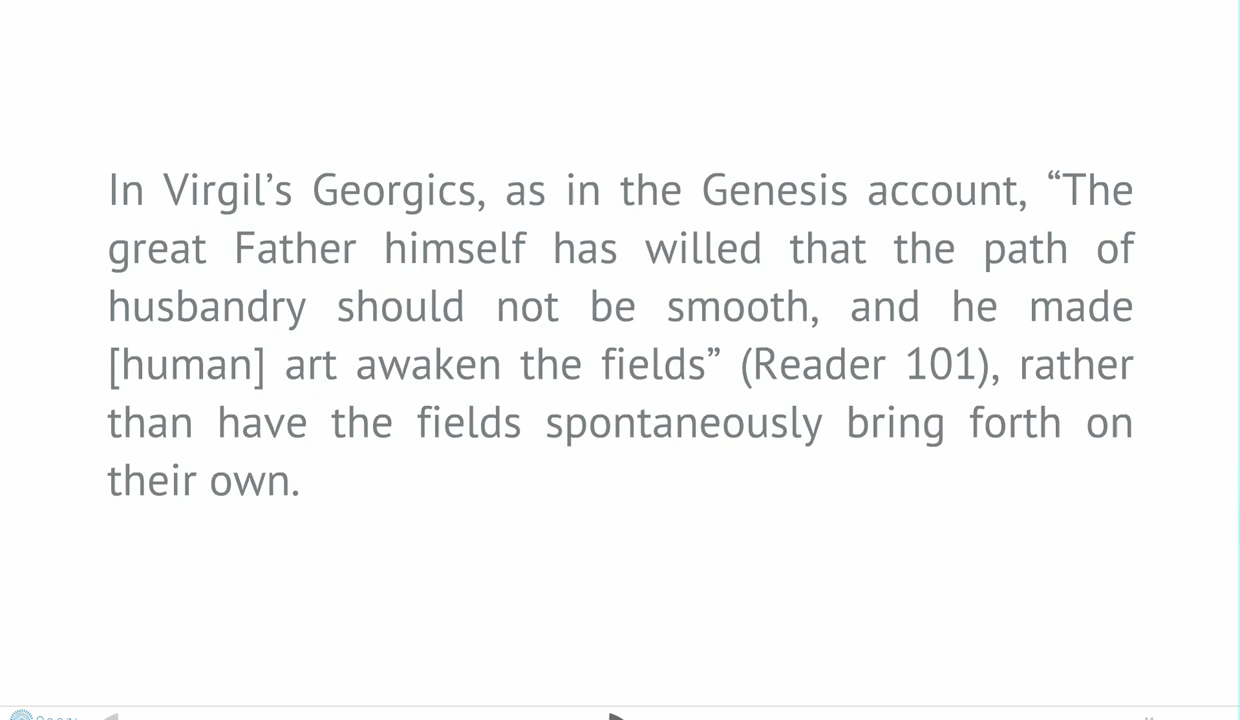 In Virgil’s Georgics, as in the Genesis account, “The
great Father himself has willed that the path of
husbandry should not be smooth, and he made
[human] art awaken the fields” (Reader 101), rather
than have the fields spontaneously bring forth on
their own.